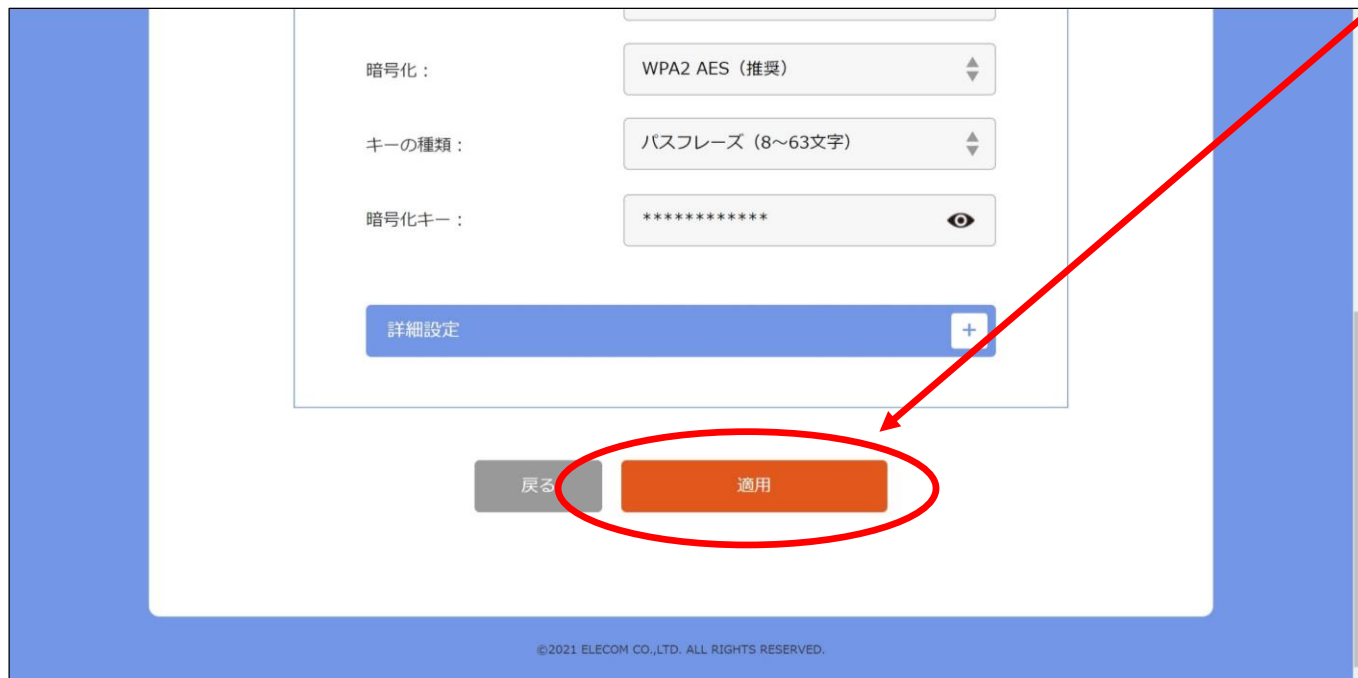 暗号化：
WPA2 AES（推奨）
キーの種類：
パスフレーズ（8～63文字）
暗号化キー：
************
詳細設定
+
戻る
適用
©2021 ELECOM CO.,LTD. ALL RIGHTS RESERVED.